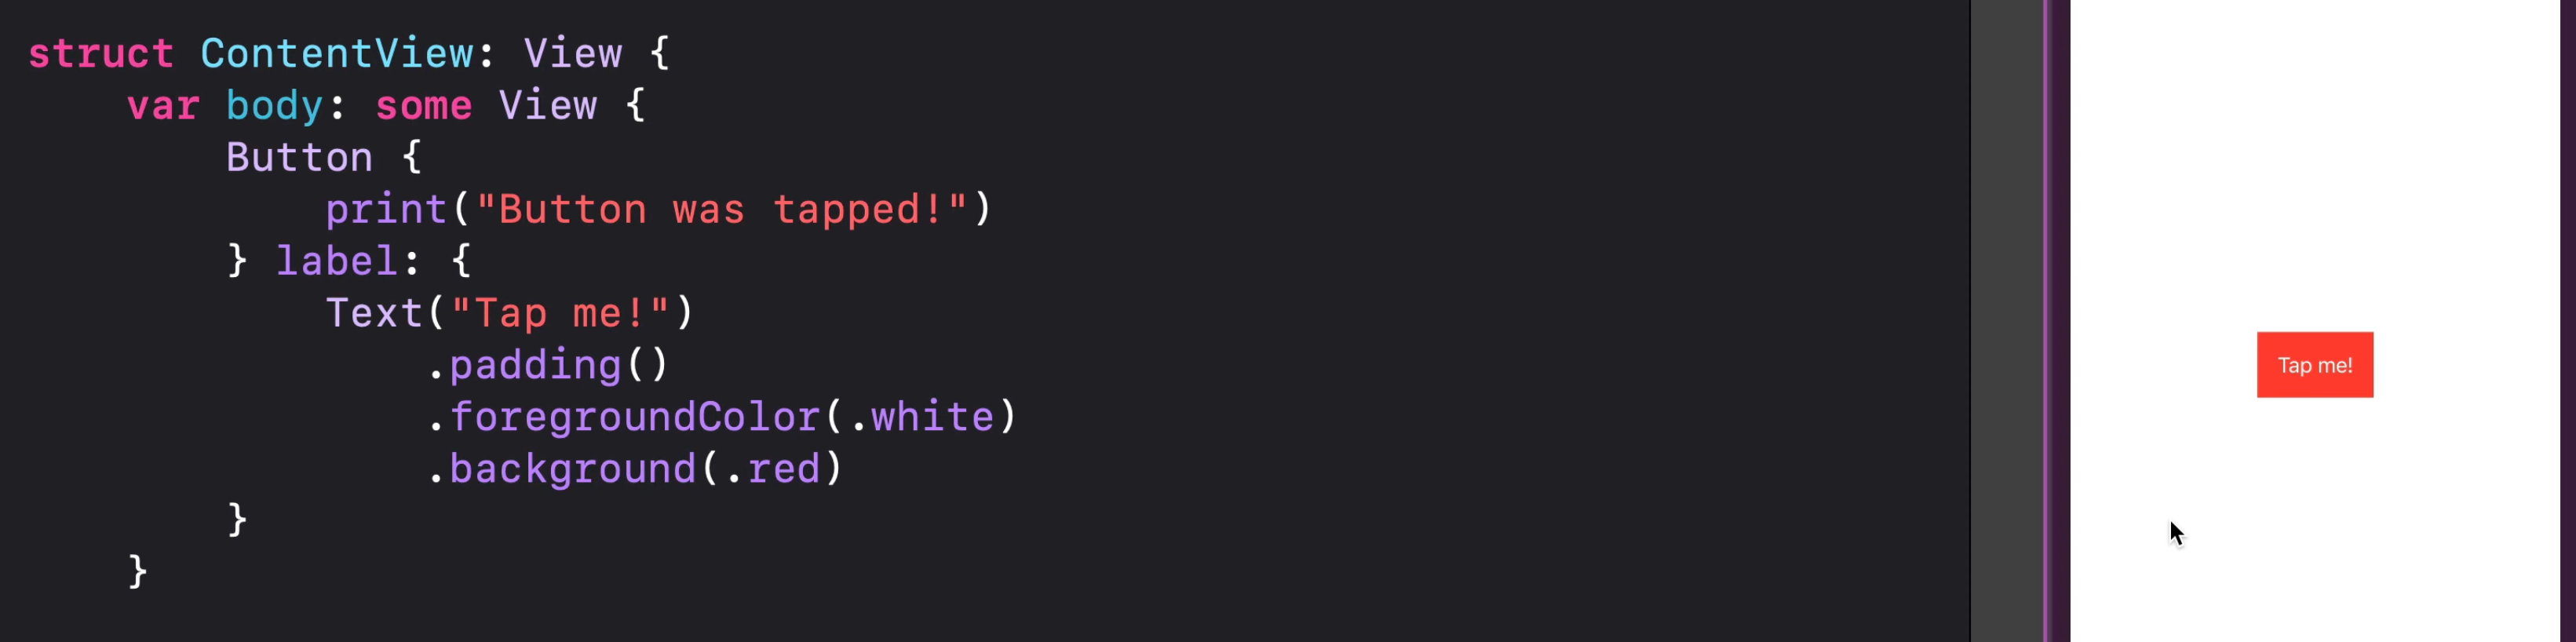 struct ContentView: View {
    var body: some View {
        Button {
            print("Button was tapped!")
        } label: {
            Text("Tap me!")
                .padding()
                .foregroundColor(.white)
                .background(.red)
        }
    }
Tap me!